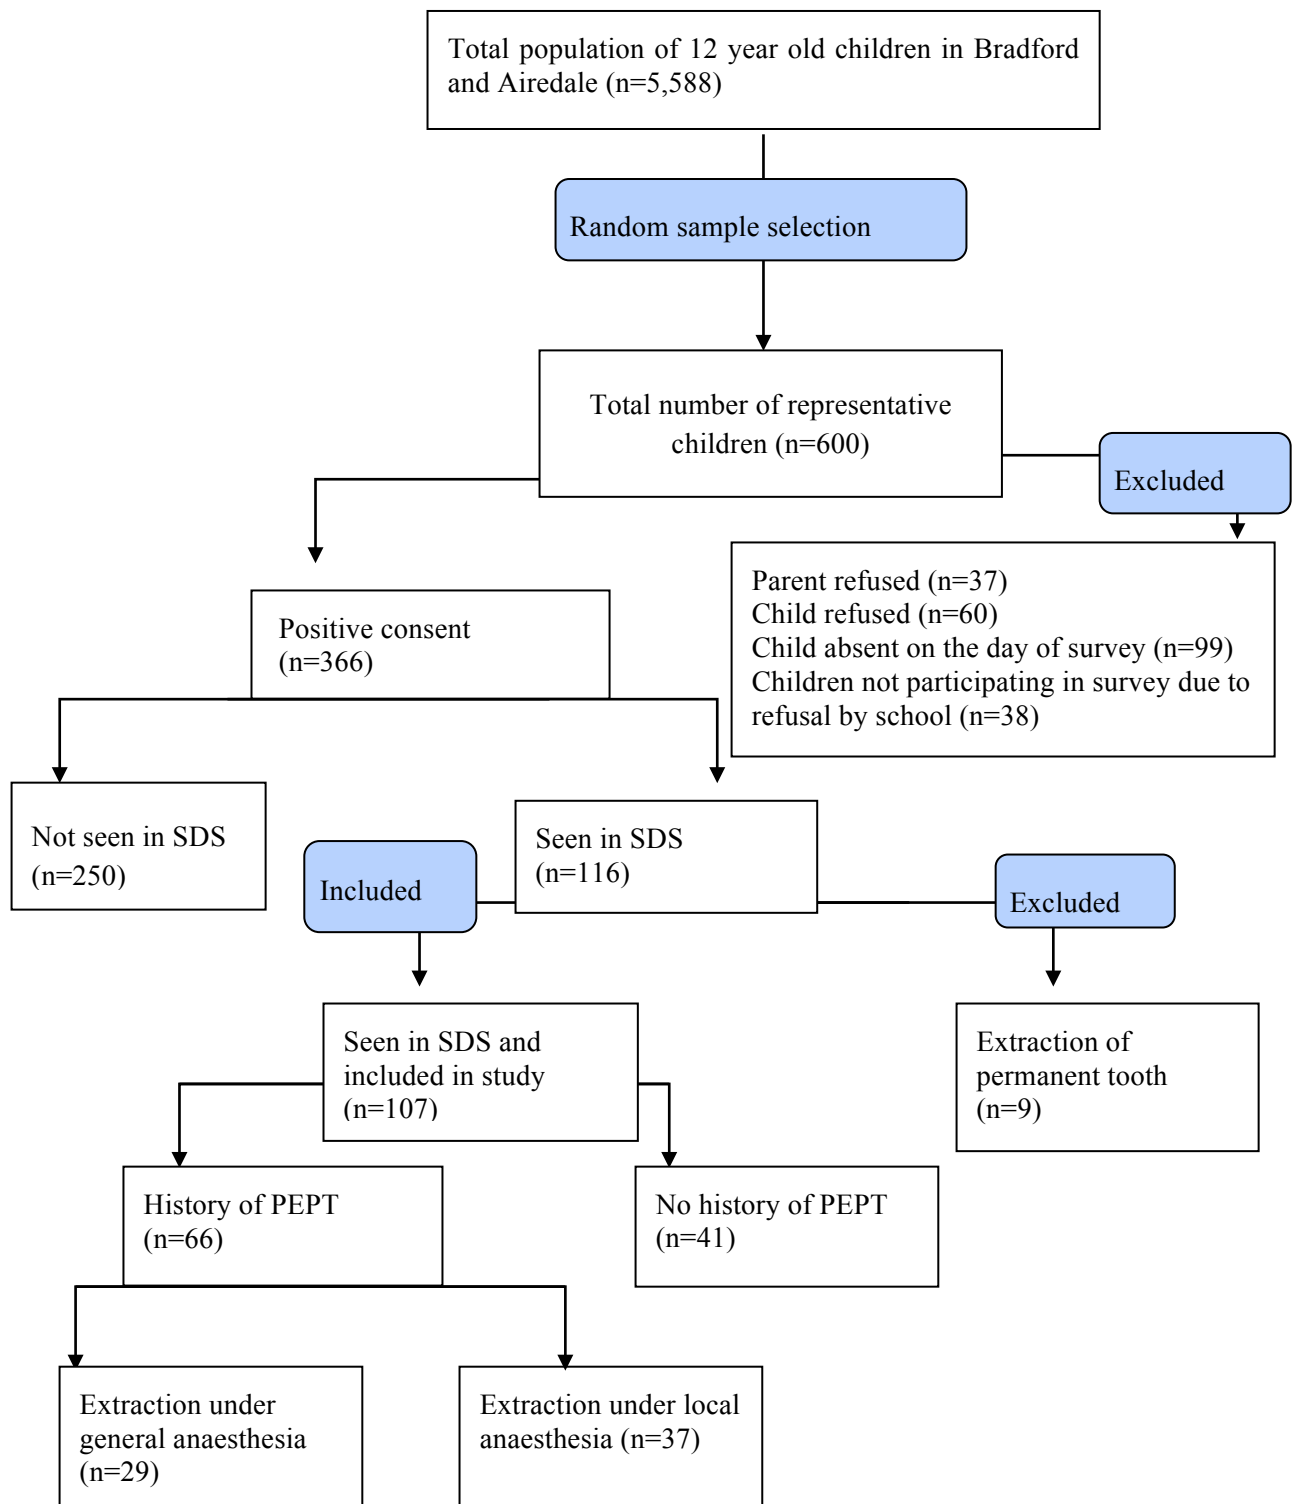 Total population of 12 year old children in Bradford
and Airedale (n=5,588)
Random sample selection
Total number of representative
children (n=600)
Excluded
Parent refused (n=37)
Child refused (n=60)
Child absent on the day of survey (n=99)
Children not participating in survey due to
refusal by school (n=38)
Positive consent
(n=366)
Not seen in SDS
(n=250)
Seen in SDS
(n=116)
Included
Excluded
Seen in SDS and
included in study
(n=107)
Extraction of
permanent tooth
(n=9)
History of PEPT
(n=66)
No history of PEPT
(n=41)
Extraction under
general anaesthesia
(n=29)
Extraction under local
anaesthesia (n=37)